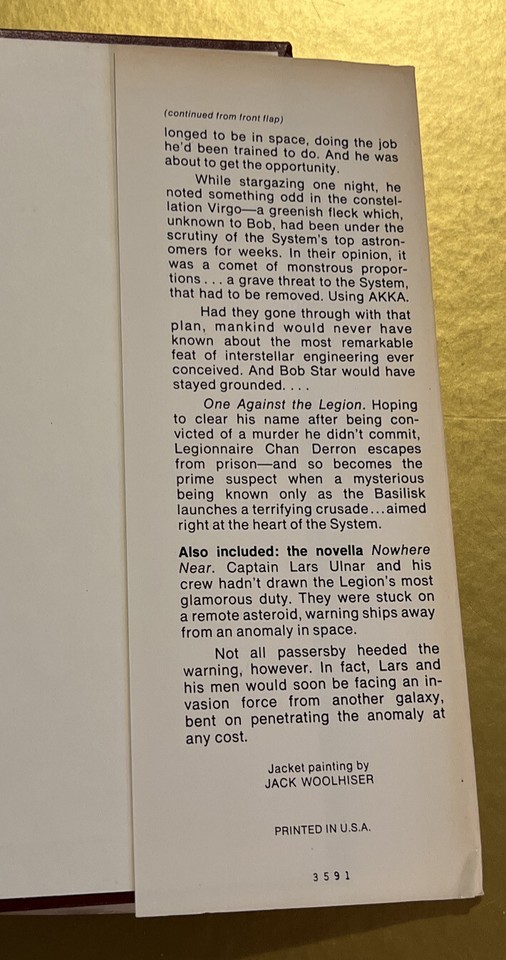 (continued from front flap)
longed to be in space, doing the job
he'd been trained to do. And he was
about to get the opportunity.
While stargazing one night, he
noted something odd in the constel-
lation Virgo—a greenish fleck which,
unknown to Bob, had been under the
scrutiny of the System's top astron-
omers for weeks. In their opinion, it
was a comet of monstrous propor-
tions . . . a grave threat to the System,
that had to be removed. Using AKKA.
Had they gone through with that
plan, mankind would never have
known about the most remarkable
feat of interstellar engineering ever
conceived. And Bob Star would have
stayed grounded. . . .
One Against the Legion. Hoping
to clear his name after being con-
victed of a murder he didn't commit,
Legionnaire Chan Derron escapes
from prison—and so becomes the
prime suspect when a mysterious
being known only as the Basilisk
launches a terrifying crusade...aimed
right at the heart of the System.
Also included: the novella Nowhere
Near. Captain Lars Ulnar and his
crew hadn't drawn the Legion's most
glamorous duty. They were stuck on
a remote asteroid, warning ships away
from an anomaly in space.
Not all passersby heeded the
warning, however. In fact, Lars and
his men would soon be facing an in-
vasion force from another galaxy,
bent on penetrating the anomaly at
any cost.
Jacket painting by
JACK WOOLHISER
PRINTED IN U.S.A.
3 5 9 1